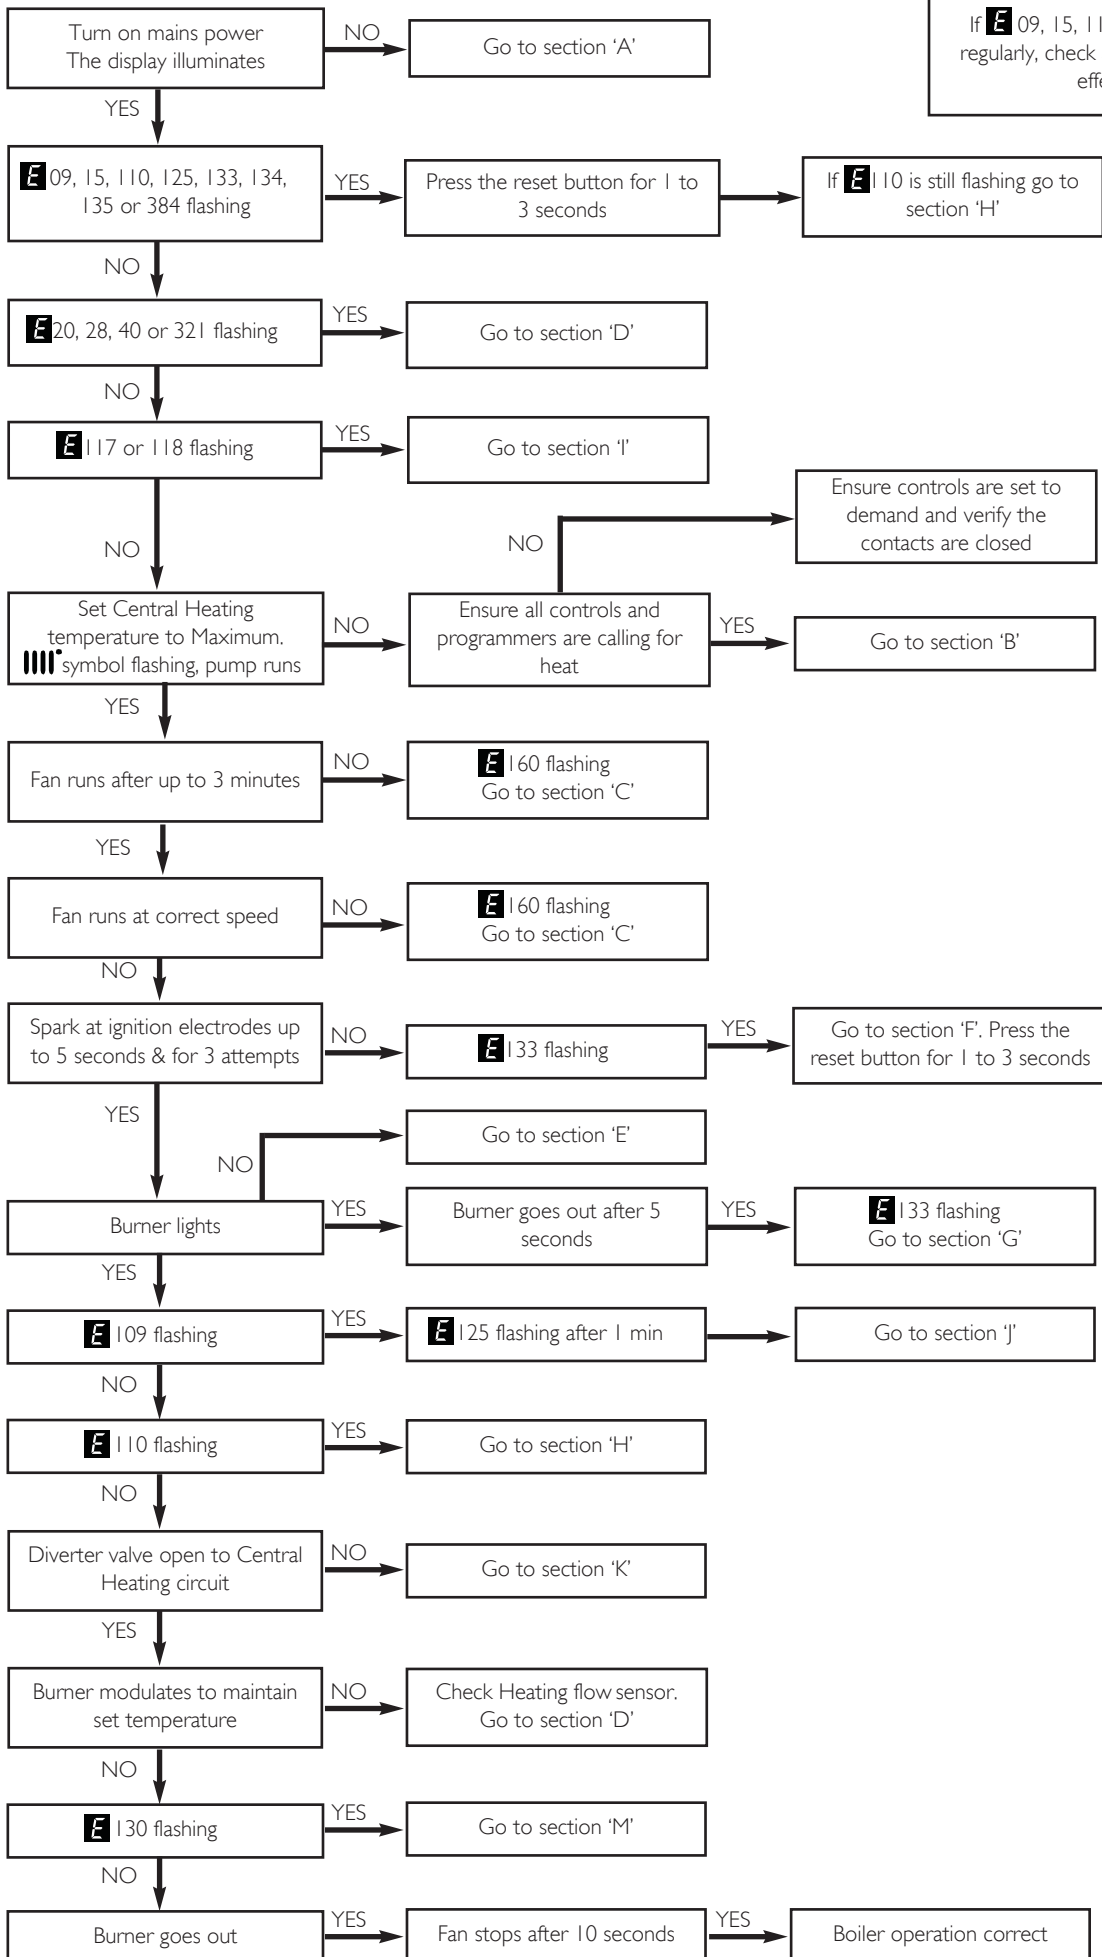 Turn on mains power
The display illuminates
NO
Go to section ‘A’
If E 09, 15, 11
regularly, check
effe
YES
E 09, 15, 110, 125, 133, 134,
135 or 384 flashing
YES
Press the reset button for 1 to
3 seconds
If E 110 is still flashing go to
section ‘H’
NO
E 20, 28, 40 or 321 flashing
YES
Go to section ‘D’
NO
E 117 or 118 flashing
YES
Go to section ‘I’
NO
Set Central Heating
temperature to Maximum.
symbol flashing, pump runs
NO
Ensure all controls and
programmers are calling for
heat
NO
Ensure controls are set to
demand and verify the
contacts are closed
YES
Go to section ‘B’
YES
Fan runs after up to 3 minutes
NO
E 160 flashing
Go to section ‘C’
YES
Fan runs at correct speed
NO
E 160 flashing
Go to section ‘C’
NO
Spark at ignition electrodes up
to 5 seconds & for 3 attempts
NO
E 133 flashing
YES
Go to section ‘F’. Press the
reset button for 1 to 3 seconds
YES
NO
Go to section ‘E’
Burner lights
YES
Burner goes out after 5
seconds
YES
E 133 flashing
Go to section ‘G’
YES
E 109 flashing
YES
E 125 flashing after 1 min
Go to section ‘J’
NO
E 110 flashing
YES
Go to section ‘H’
NO
Diverter valve open to Central
Heating circuit
NO
Go to section ‘K’
YES
Burner modulates to maintain
set temperature
NO
Check Heating flow sensor.
Go to section ‘D’
NO
E 130 flashing
YES
Go to section ‘M’
NO
Burner goes out
YES
Fan stops after 10 seconds
YES
Boiler operation correct